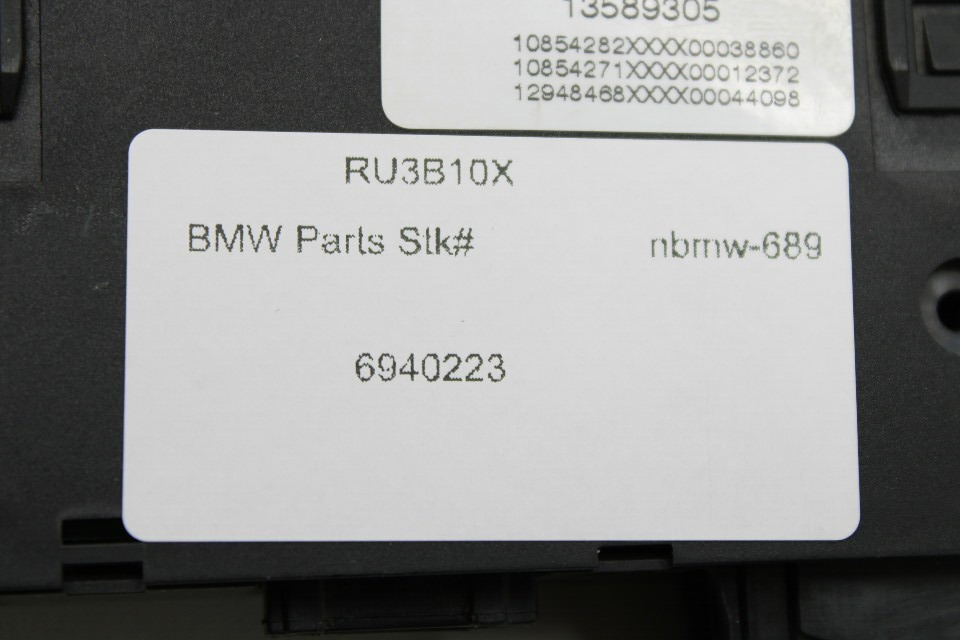 13589305
10854282XXXX00038860
10854271XXXX00012372
12948468XXXX00044098
RU3B10X
BMW Parts Stk# nbmw-689
6940223